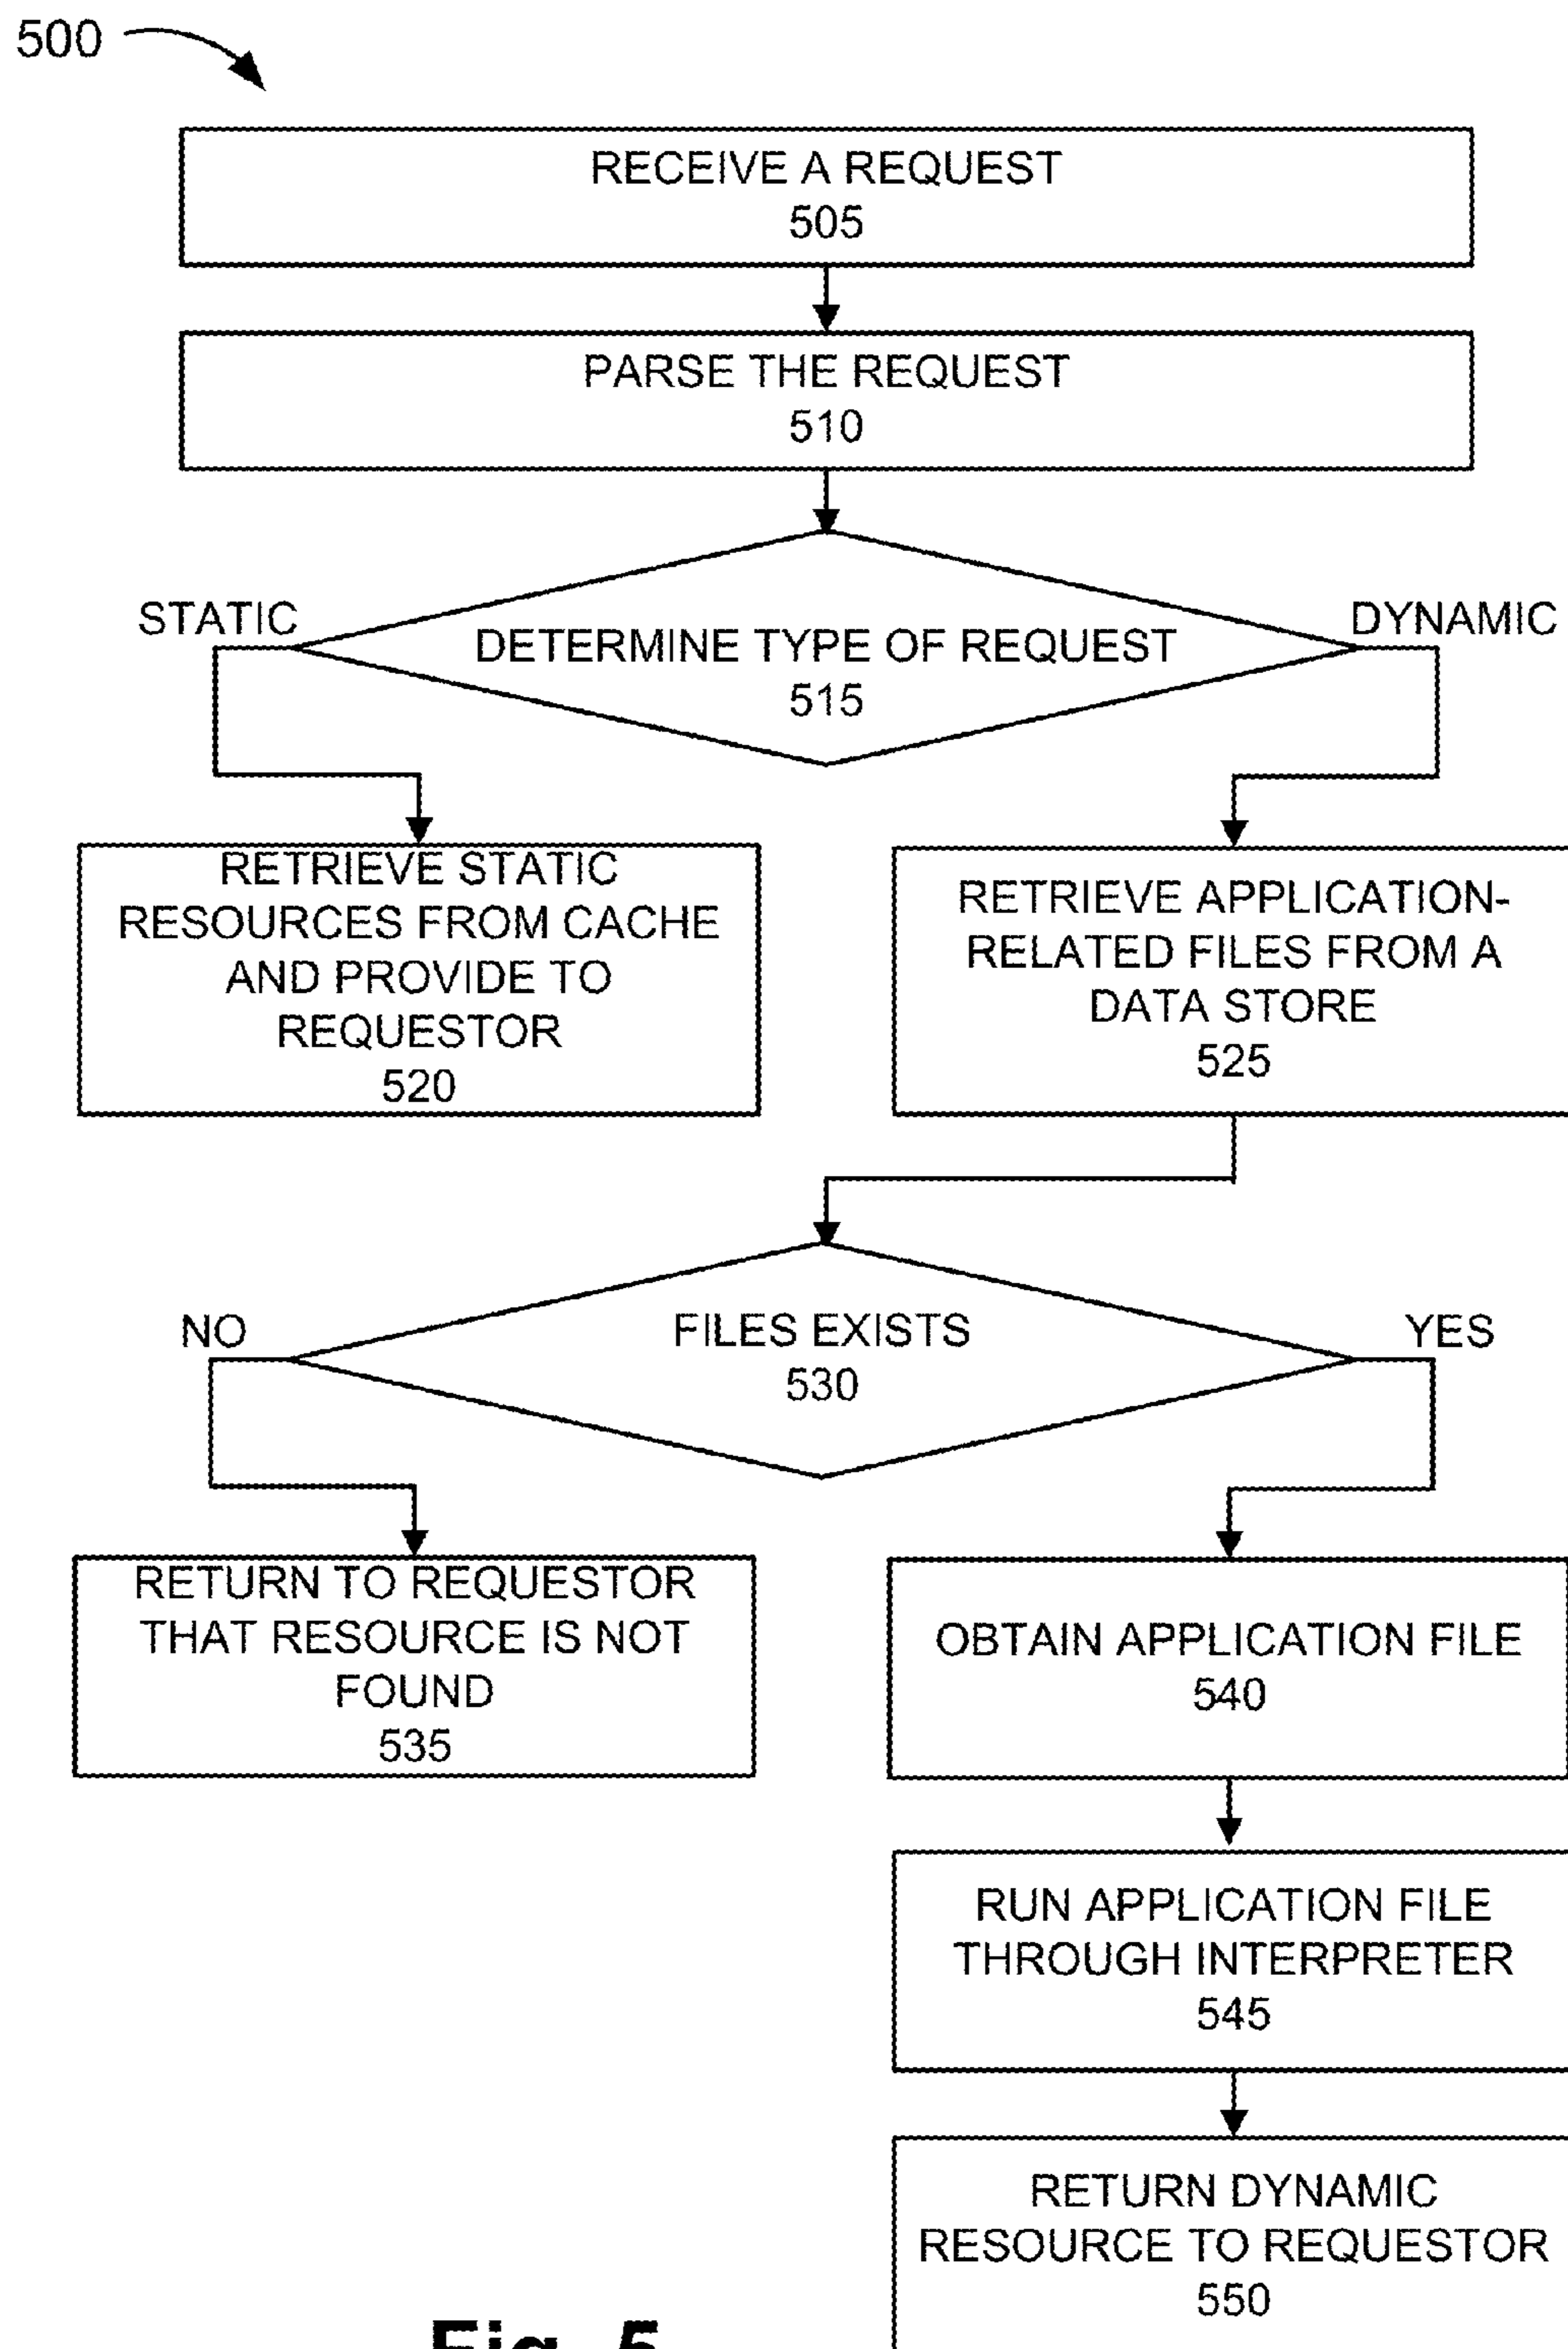 500
RECEIVE A REQUEST
505
PARSE THE REQUEST
510
STATIC
DYNAMIC
DETERMINE TYPE OF REQUEST
515
RETRIEVE STATIC
RESOURCES FROM CACHE
AND PROVIDE TO
REQUESTOR
520
RETRIEVE APPLICATION-
RELATED FILES FROM A
DATA STORE
525
NO
YES
FILES EXISTS
530
RETURN TO REQUESTOR
THAT RESOURCE IS NOT
FOUND
535
OBTAIN APPLICATION FILE
540
RUN APPLICATION FILE
THROUGH INTERPRETER
545
RETURN DYNAMIC
RESOURCE TO REQUESTOR
550
Fig. 5